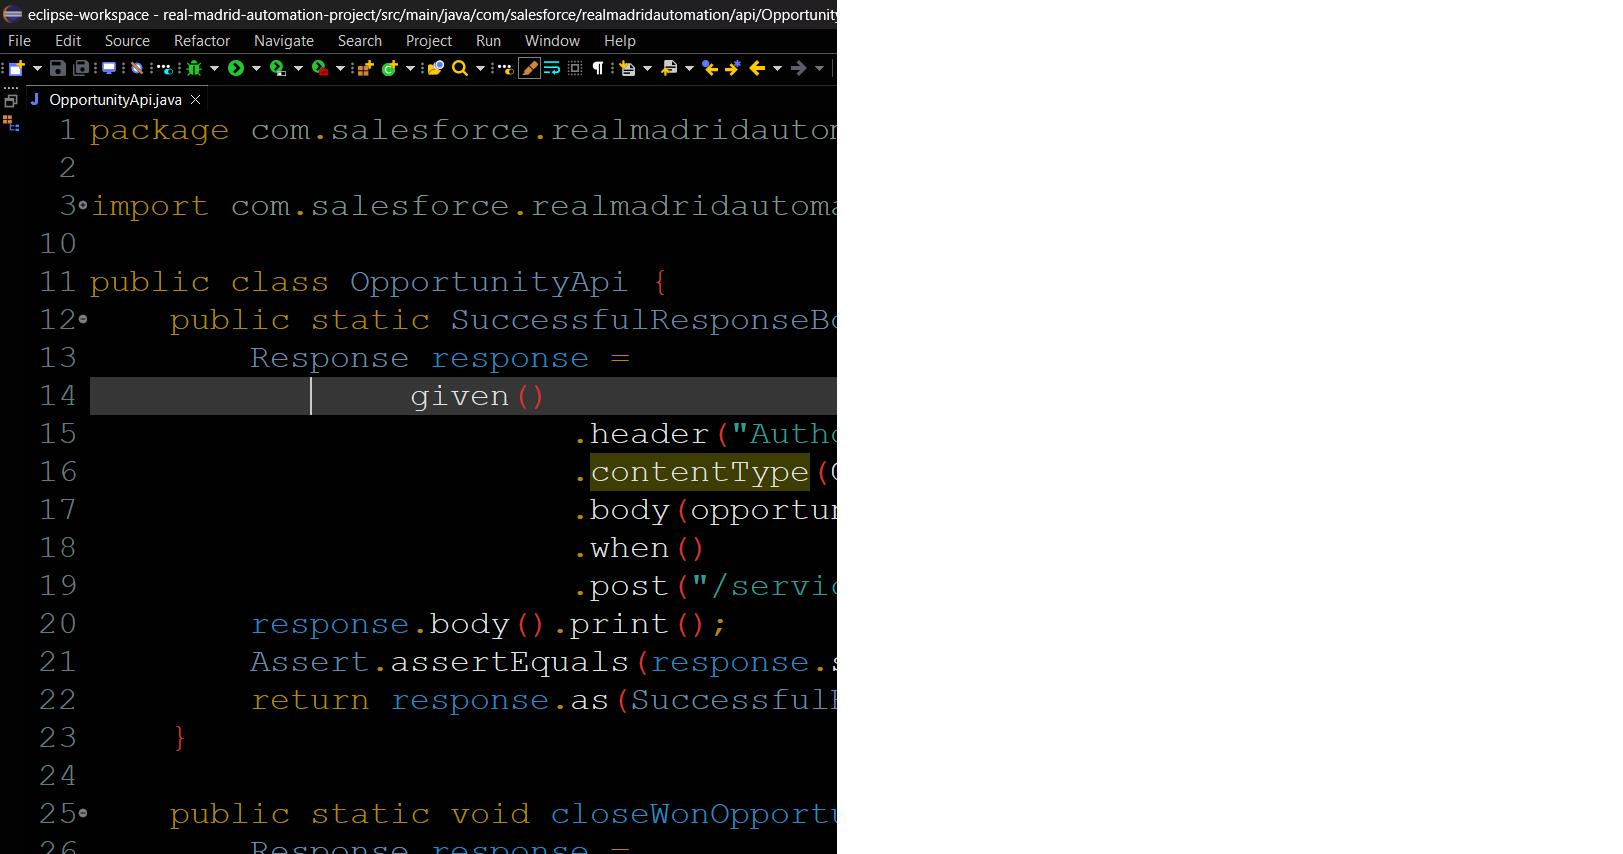 eclipse-workspace - real-madrid-automation-project/src/main/java/com/salesforce/realmadridautomation/api/Opportunity
File Edit Source Refactor Navigate Search Project Run Window Help
OpportunityApi.java
1 package com.salesforce.realmadridautom
2
3 import com.salesforce.realmadridautoma
10
11 public class OpportunityApi {
12 public static SuccessfulResponseBo
13 Response response =
14 given()
15 .header("Autho
16 .contentType(C
17 .body(opportun
18 .when()
19 .post("/servic
20 response.body().print();
21 Assert.assertEquals(response.s
22 return response.as(SuccessfulR
23 }
24
25 public static void closeWonOpportu
26 Response response =